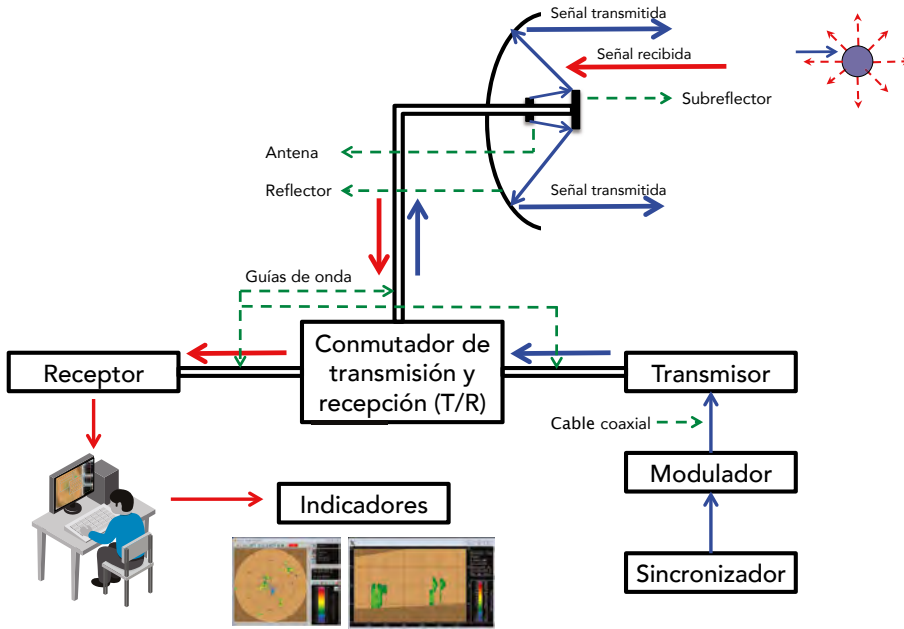 Señal transmitida
Señal recibida
Subreflector
Antena
Reflector
Señal transmitida
Guías de onda
Conmutador de
transmisión y
recepción (T/R)
Receptor
Transmisor
Cable coaxial
Modulador
Indicadores
Sincronizador